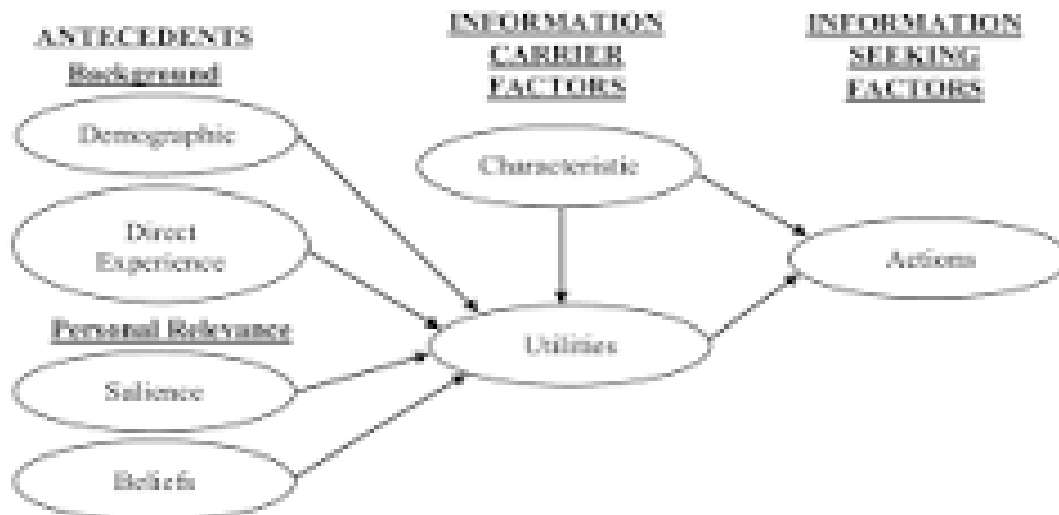 ANTECEDENTS
Background
Demographic
Direct
Experience
Personal Relevance
Salience
Beliefs
INFORMATION
CARRIER
FACTORS
Characteristic
Utilities
INFORMATION
SEEKING
FACTORS
Actions